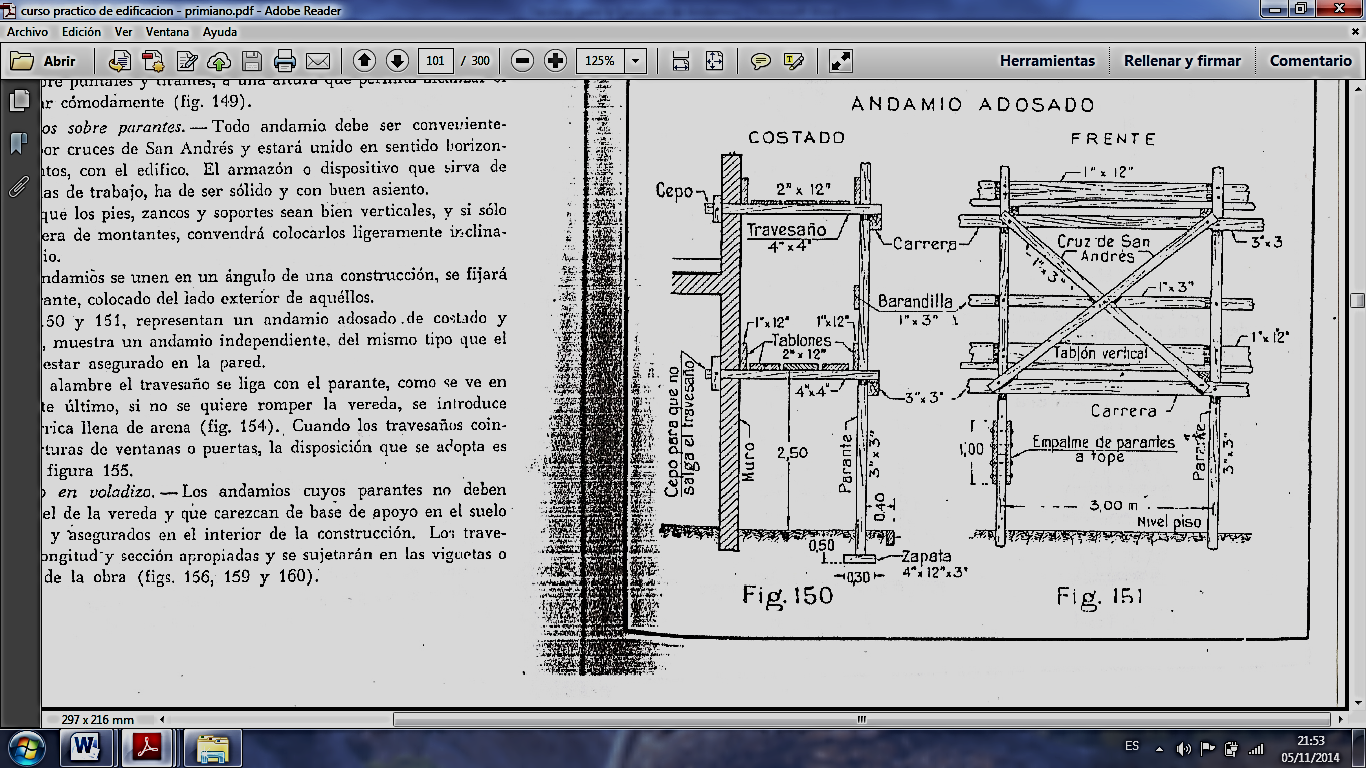 curso practico de edificacion - primiano.pdf - Adobe Reader
Archivo Edición Ver Ventana Ayuda
Abrir 101 / 300 125% Herramientas Rellenar y firmar Comentario
ar cómodamente (fig. 149).
os sobre parantes. — Todo andamio debe ser conveniente-
or cruces de San Andrés y estará unido en sentido horizon-
tos, con el edifico. El armazón o dispositivo que sirva de
as de trabajo, ha de ser sólido y con buen asiento.
que los pies, zancos y soportes sean bien verticales, y si sólo
era de montantes, convendrá colocarlos ligeramente inclina-
io.
ndamios se unen en un ángulo de una construcción, se fijará
ante, colocado del lado exterior de aquéllos.
50 y 151, representan un andamio adosado de costado y
, muestra un andamio independiente, del mismo tipo que el
estar asegurado en la pared.
alambre el travesaño se liga con el parante, como se ve en
te último, si no se quiere romper la vereda, se introduce
rica llena de arena (fig. 154). Cuando los travesaños coin-
turas de ventanas o puertas, la disposición que se adopta es
figura 155.
o en voladizo. — Los andamios cuyos parantes no deben
el de la vereda y que carezcan de base de apoyo en el suelo
y asegurados en el interior de la construcción. Los trave-
ongitud y sección apropiadas y se sujetarán en las viguetas o
de la obra (figs. 156, 159 y 160).
ANDAMIO ADOSADO
COSTADO
Cepo
2" x 12"
Travesaño
4" x 4"
Carrera
Barandilla
1" x 3"
1" x 12" 1" x 12"
Tablones
2" x 12"
4" x 4"
3" x 3"
Cepo para que no
salga el travesaño
Muro
2,50
Parante
3" x 3"
0.40
0,50
Zapata
0,30
4" x 12" x 3"
Fig. 150
FRENTE
1" x 12"
Cruz de San
Andrés
1" x 3"
3" x 3
1" x 3"
1" x 12"
Tablón vertical
Carrera
1,00
Empalme de parantes
a tope
Parante
3" x 3"
3,00 m
Nivel piso
Fig. 151
297 x 216 mm
ES
21:53
05/11/2014